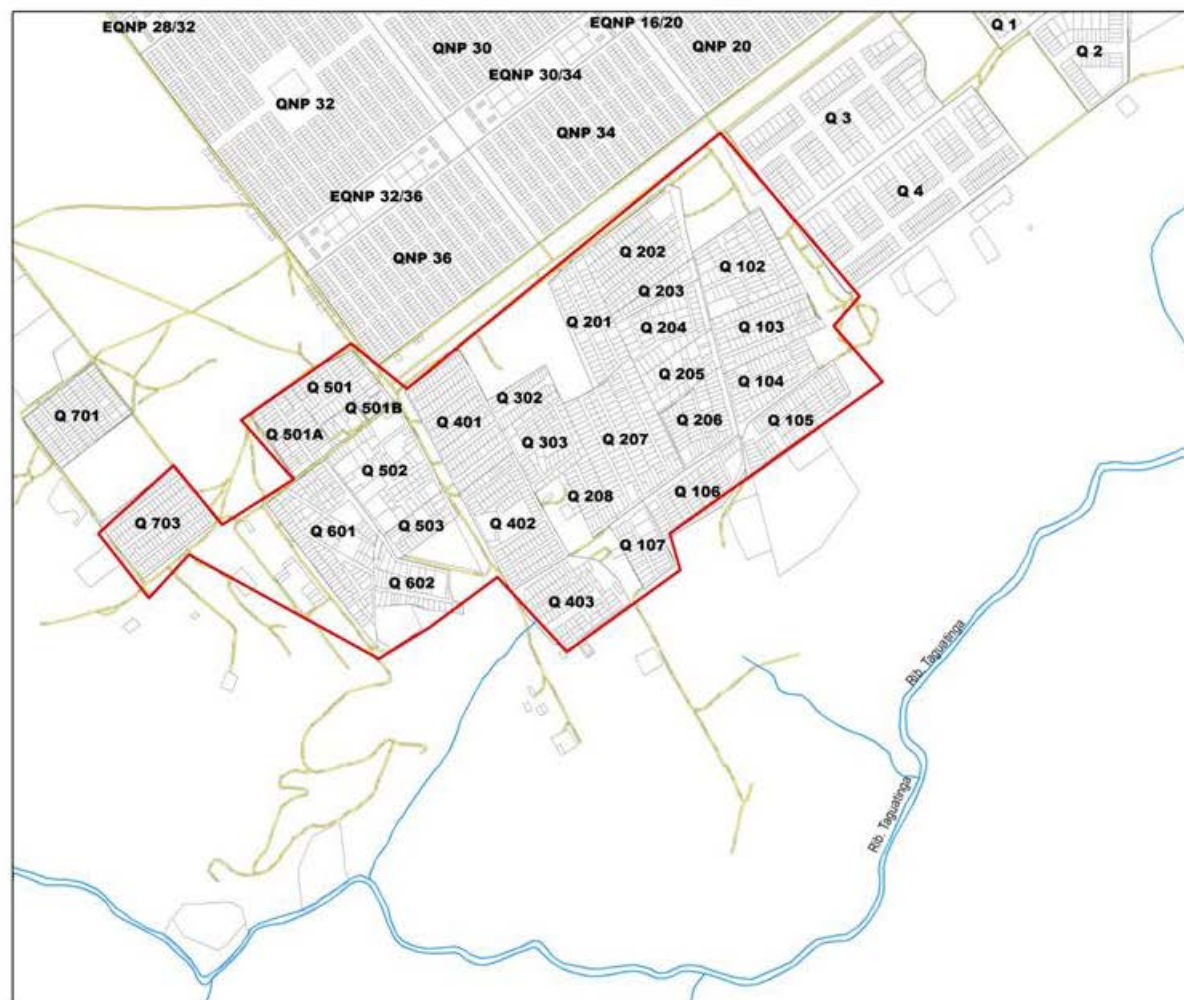 EQNP 28/32
EQNP 16/20
Q 1
QNP 30
QNP 20
Q 2
EQNP 30/34
QNP 32
Q 3
QNP 34
EQNP 32/36
Q 4
QNP 36
Q 202
Q 102
Q 203
Q 201
Q 204
Q 103
Q 205
Q 104
Q 501
Q 302
Q 501B
Q 701
Q 401
Q 206
Q 105
Q 501A
Q 303
Q 207
Q 502
Q 106
Q 208
Q 703
Q 601
Q 503
Q 402
Q 107
Q 602
Q 403
Rib. Taguatinga
Rib. Taguatinga